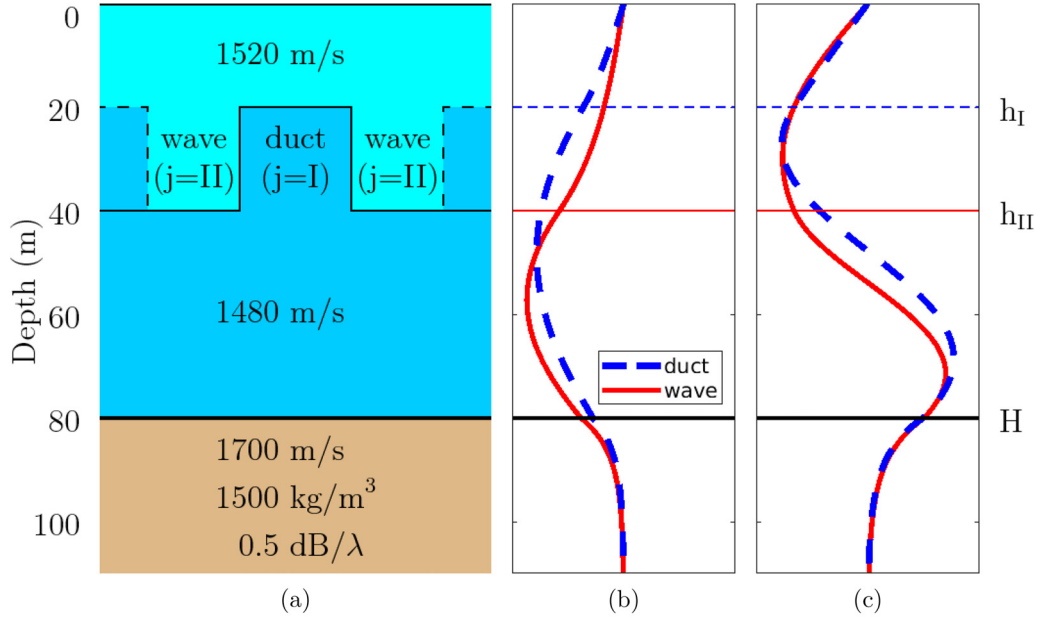 0
20
40
60
80
100
Depth (m)
1520 m/s
wave
(j=II)
duct
(j=I)
wave
(j=II)
1480 m/s
1700 m/s
1500 kg/m³
0.5 dB/λ
duct
wave
h_I
h_II
H
(a)
(b)
(c)